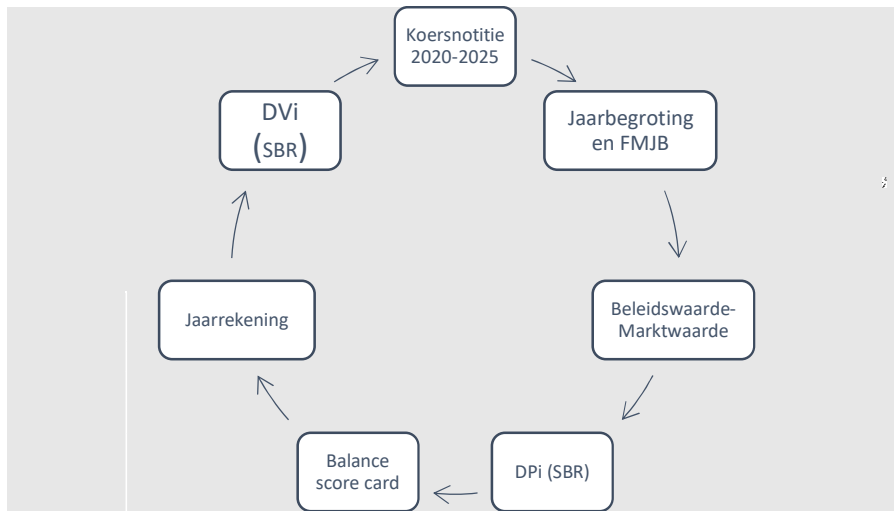 Koersnotitie
2020-2025
Jaarbegroting
en FMJB
Beleidswaarde-
Marktwaarde
DPi (SBR)
Balance
score card
Jaarrekening
DVi
(SBR)